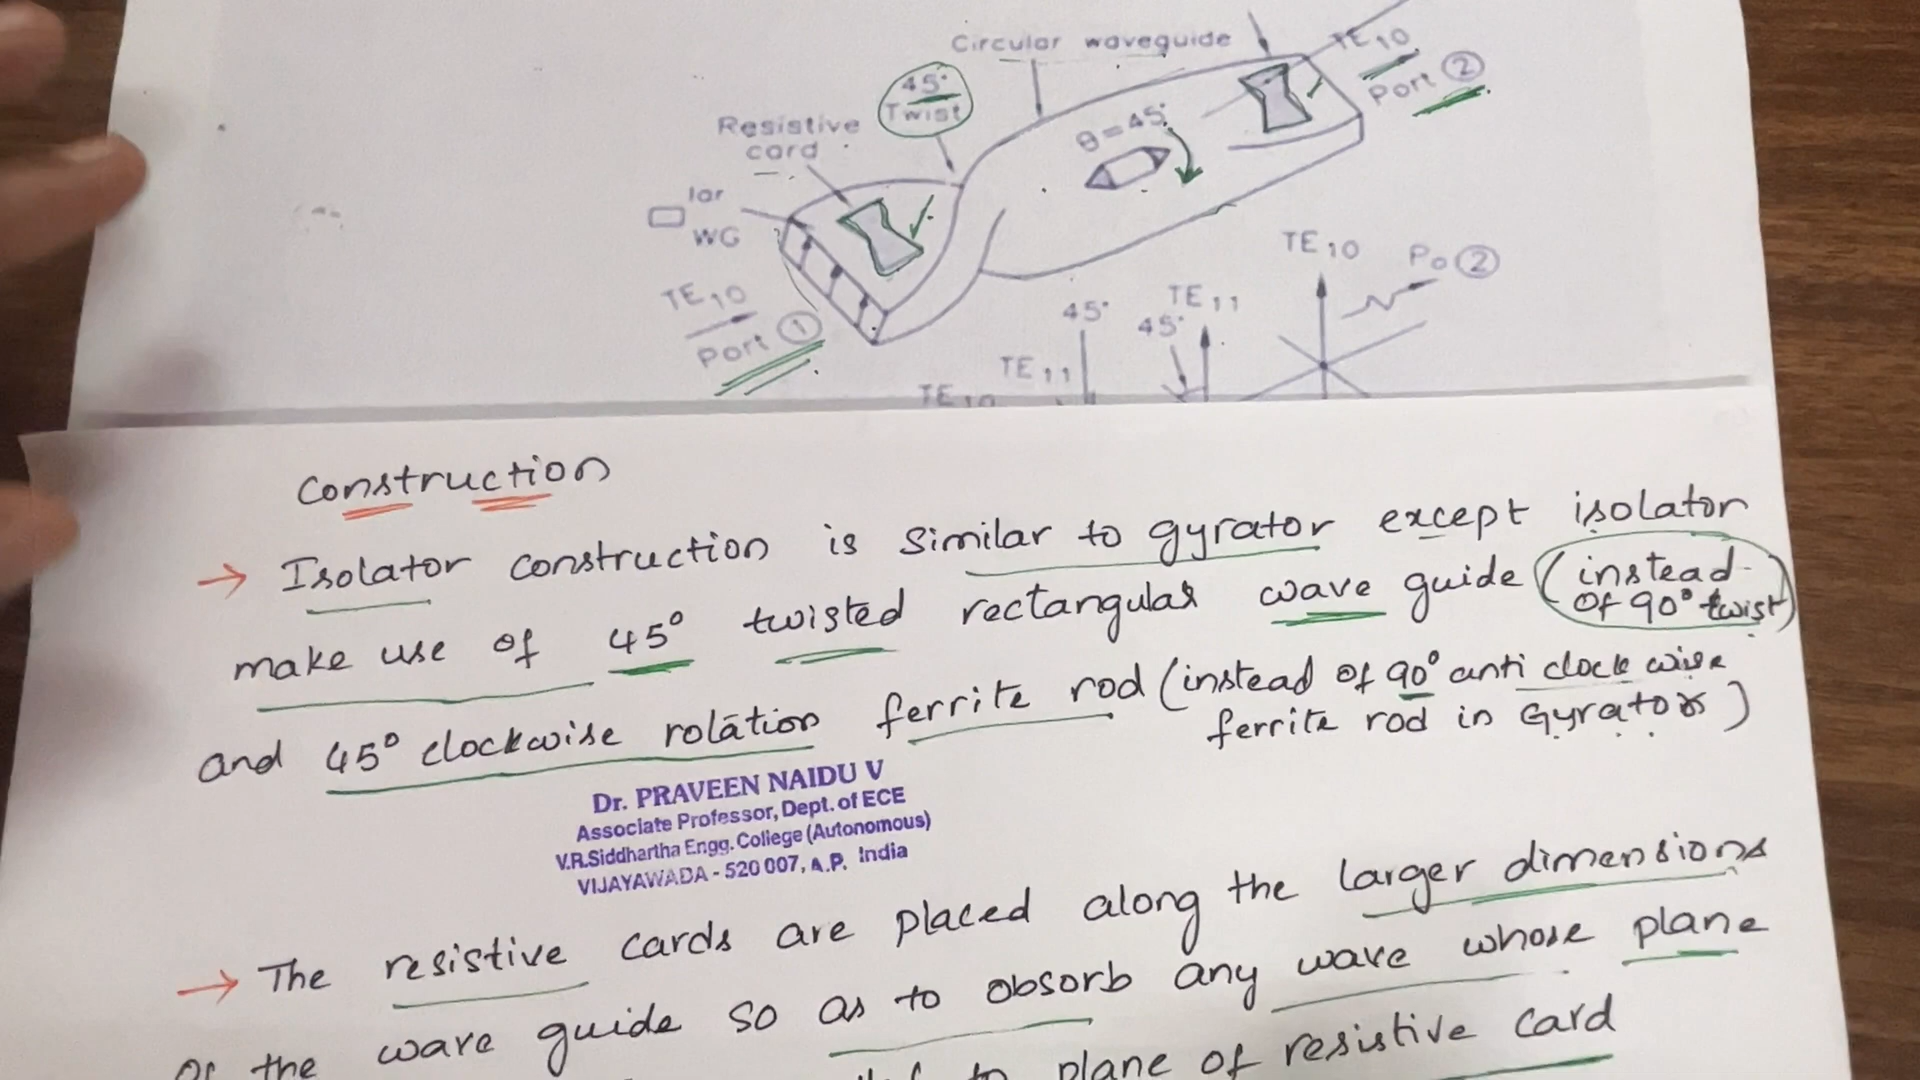 Circular waveguide
TE10
Port 2
45°
Twist
θ=45°
Resistive
card
lar
WG
TE10
Port 1
TE10
Po 2
45°
TE11
45°
TE11
TE10
Construction
→ Isolator construction is similar to gyrator except isolator
make use of 45° twisted rectangular wave guide (instead
of 90° twist)
and 45° clockwise rotation ferrite rod (instead of 90° anti clock wise
ferrite rod in Gyrator)
Dr. PRAVEEN NAIDU V
Associate Professor, Dept. of ECE
V.R.Siddhartha Engg. College (Autonomous)
VIJAYAWADA - 520 007, A.P. India
→ The resistive cards are placed along the larger dimensions
of the wave guide so as to absorb any wave whose plane
to plane of resistive card